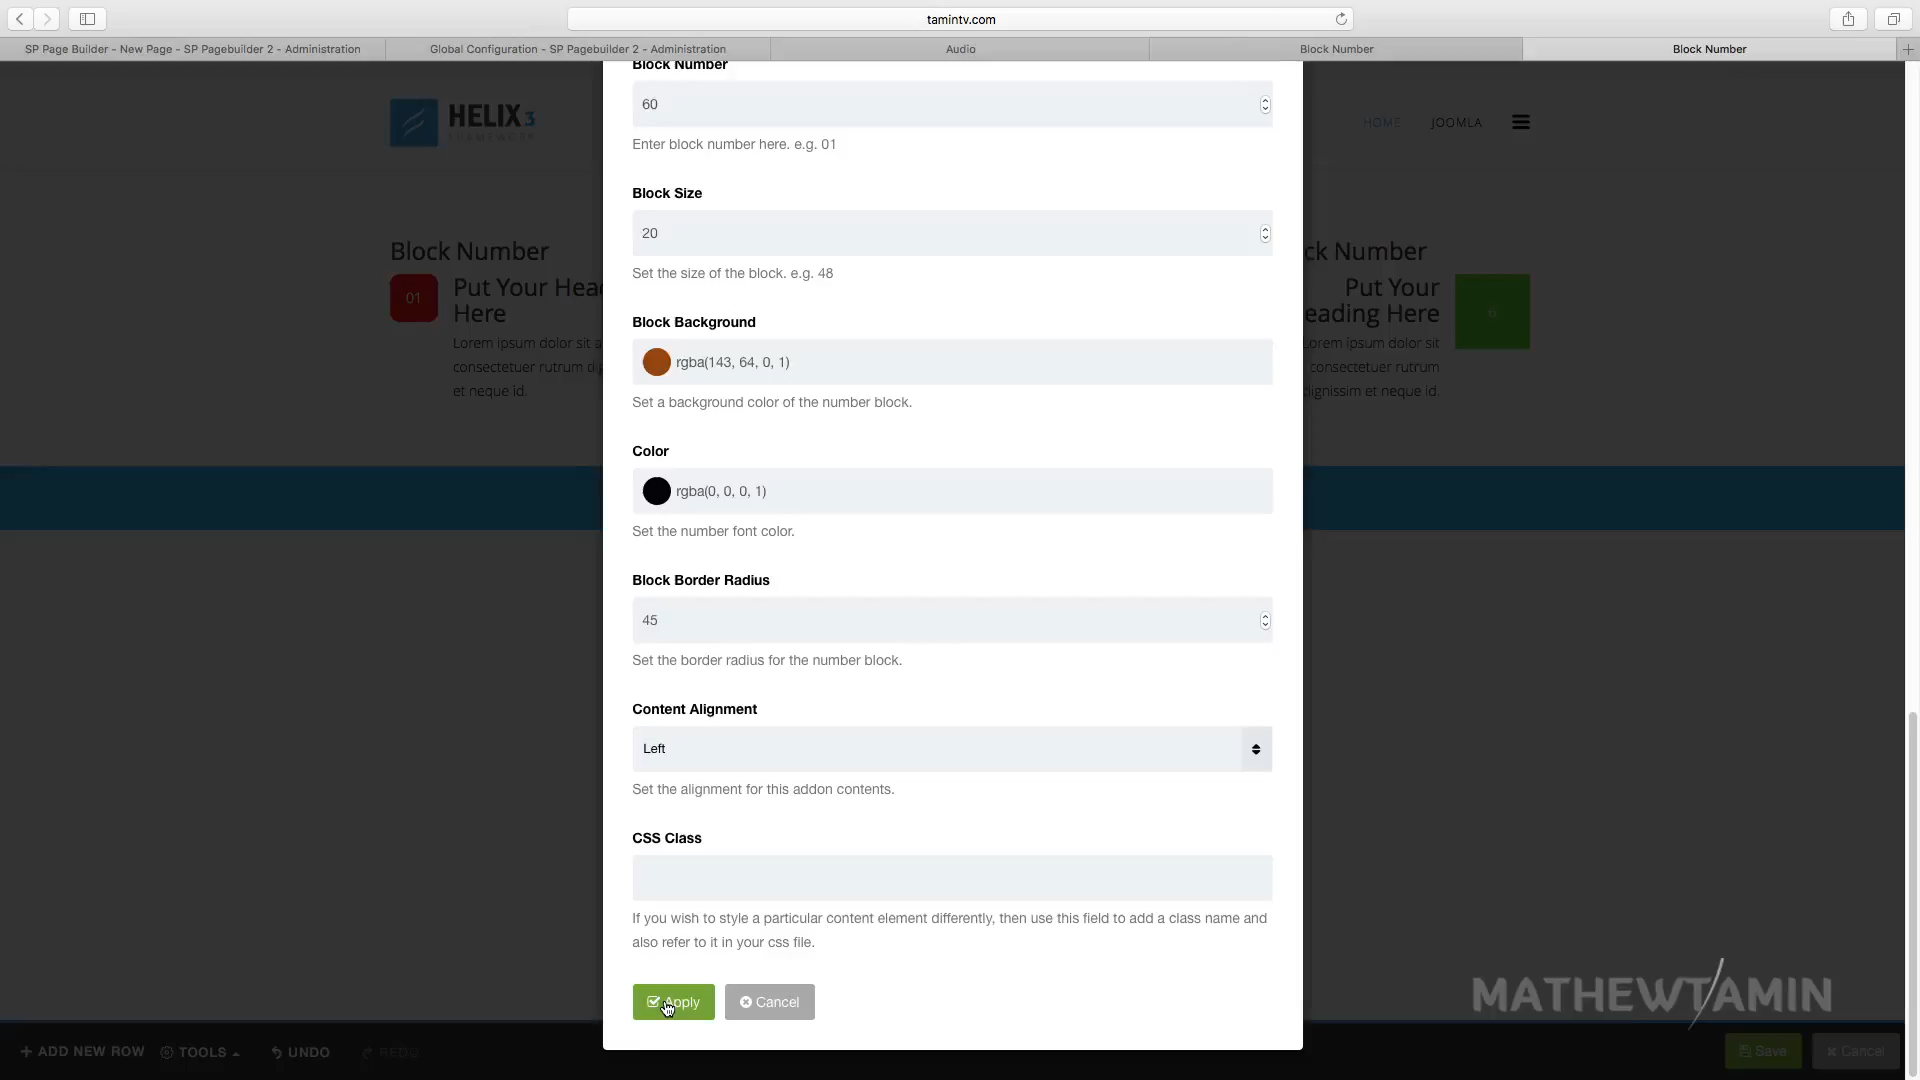 tamintv.com
SP Page Builder - New Page - SP Pagebuilder 2 - Administration
Global Configuration - SP Pagebuilder 2 - Administration
Audio
Block Number
Block Number
HELIX3
FRAMEWORK
HOME
JOOMLA
Block Number
01
Put Your Hea
Here
Lorem ipsum dolor sit a
consectetuer rutrum di
et neque id.
Block Number
60
Enter block number here. e.g. 01
Block Size
20
Set the size of the block. e.g. 48
Block Background
rgba(143, 64, 0, 1)
Set a background color of the number block.
Color
rgba(0, 0, 0, 1)
Set the number font color.
Block Border Radius
45
Set the border radius for the number block.
Content Alignment
Left
Set the alignment for this addon contents.
CSS Class
If you wish to style a particular content element differently, then use this field to add a class name and
also refer to it in your css file.
Apply
Cancel
ck Number
Put Your
eading Here
6
orem ipsum dolor sit
consectetuer rutrum
dignissim et neque id.
MATHEWTAMIN
ADD NEW ROW
TOOLS
UNDO
REDO
Save
Cancel